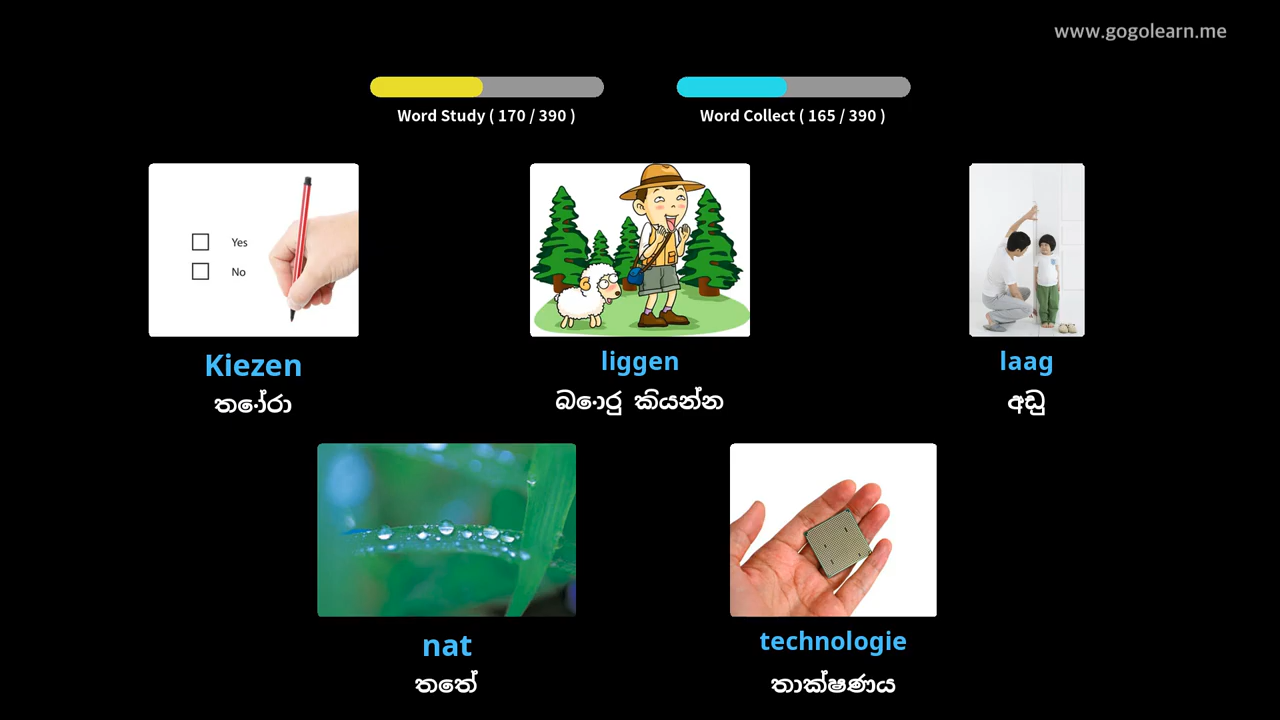 www.gogolearn.me
Word Study ( 170 / 390 )
Word Collect ( 165 / 390 )
Yes
No
Kiezen
liggen
laag
තෝරා
බොරු කියන්න
අඩු
nat
technologie
තෙත්
තාක්ෂණය